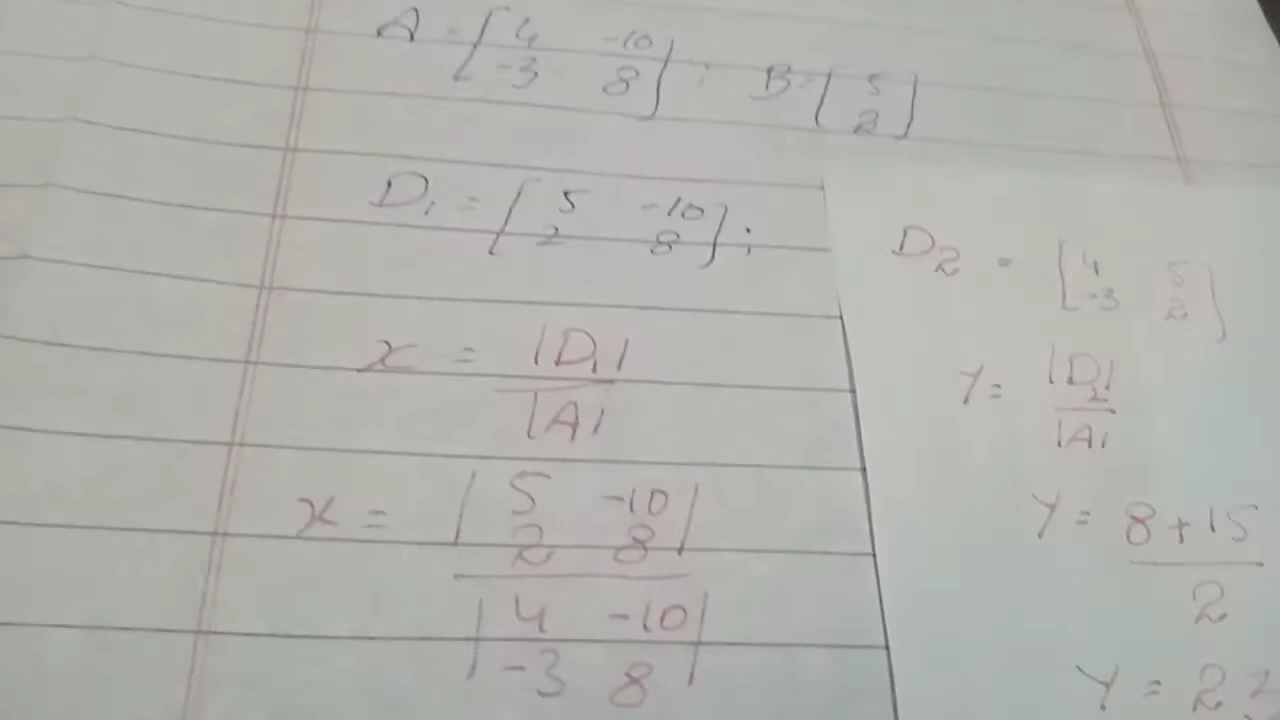 A = [ 4 -10
-3 8 ] ; B = [ 5
2 ]
D₁ = [ 5 -10
2 8 ] ;
x = |D₁|
|A|
x = | 5 -10
2 8 |
| 4 -10
-3 8 |
D₂ = [ 4 5
-3 2 ]
Y = |D₂|
|A|
Y = 8 + 15
2
Y = 2